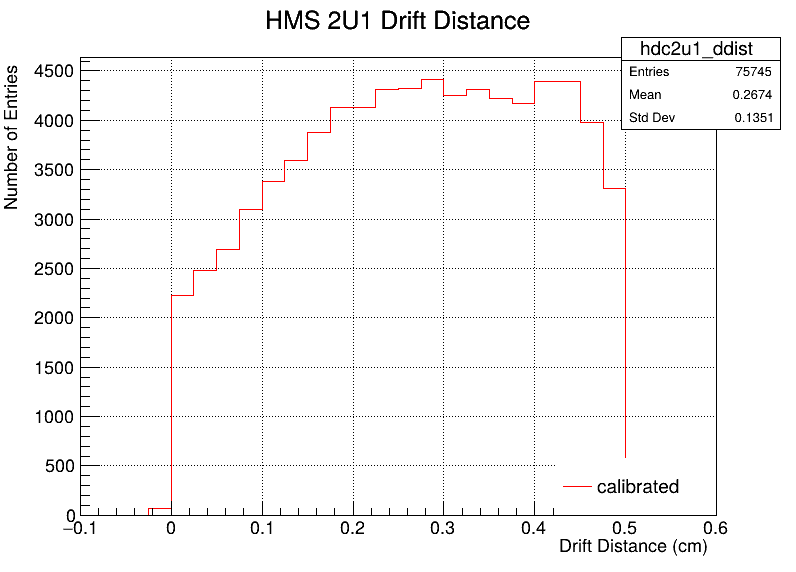 HMS 2U1 Drift Distance
hdc2u1_ddist
Entries 75745
Mean 0.2674
Std Dev 0.1351
Number of Entries
4500
4000
3500
3000
2500
2000
1500
1000
500
0
−0.1 0 0.1 0.2 0.3 0.4 0.5 0.6
calibrated
Drift Distance (cm)